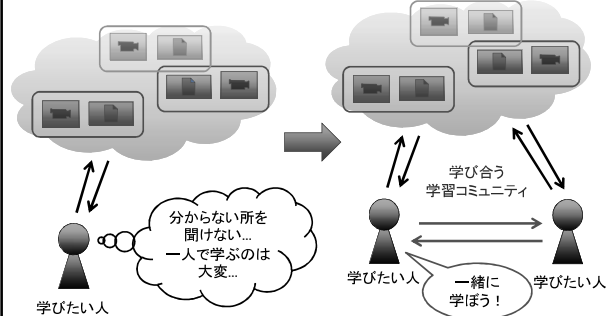 分からない所を
聞けない...
一人で学ぶのは
大変...
学びたい人
学び合う
学習コミュニティ
学びたい人
一緒に
学ぼう！
学びたい人